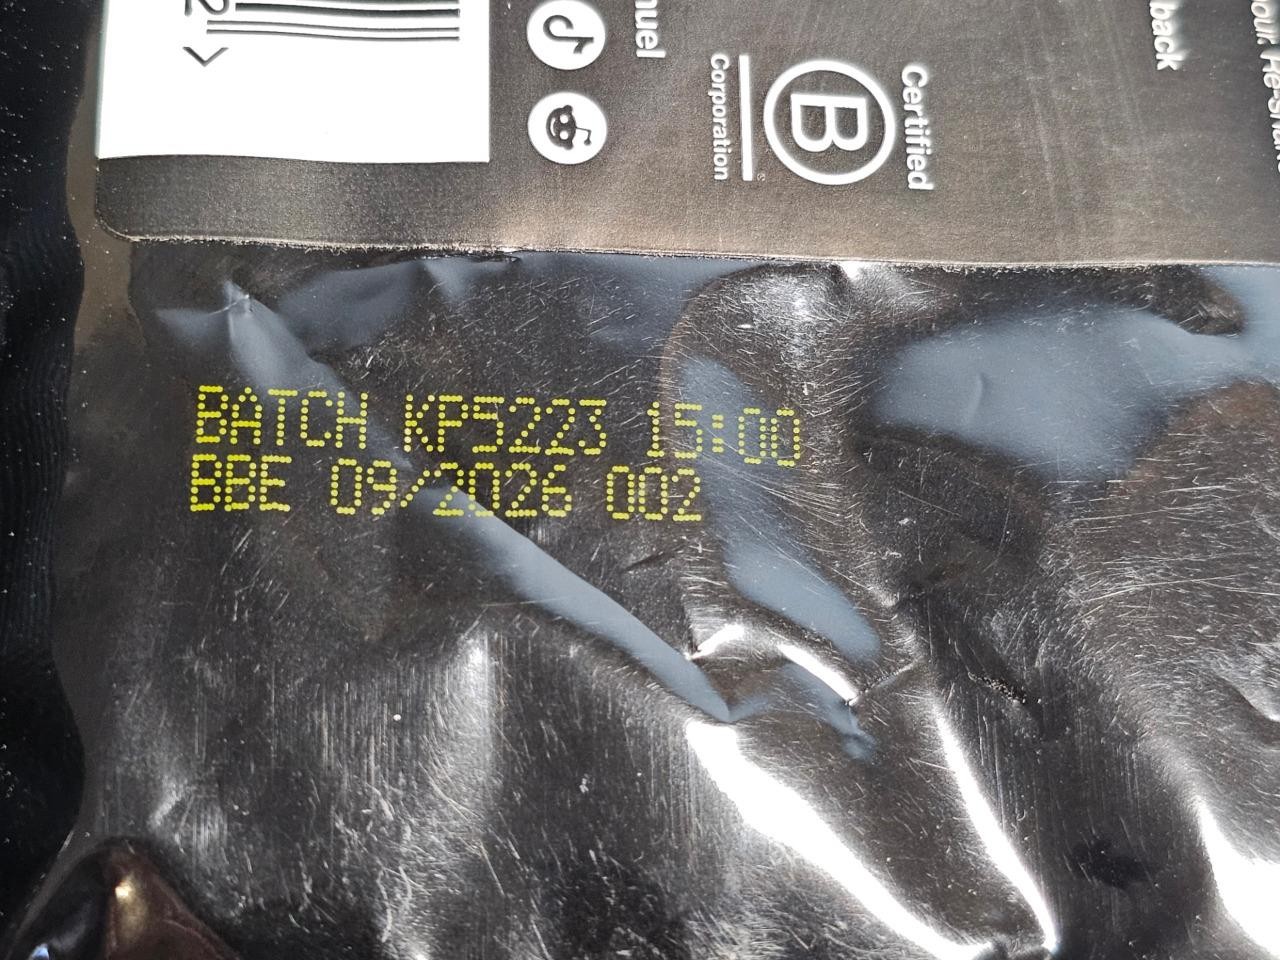 Certified
B
Corporation
back
BATCH KP5223 15:00
BBE 09/2026 002